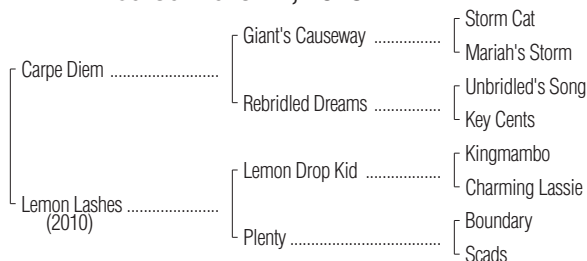 Giant's Causeway ................ Storm Cat
Mariah's Storm
Carpe Diem ........................
Rebridled Dreams .............. Unbridled's Song
Key Cents
Lemon Drop Kid ................ Kingmambo
Charming Lassie
Lemon Lashes ....................
(2010)
Plenty ................................ Boundary
Scads